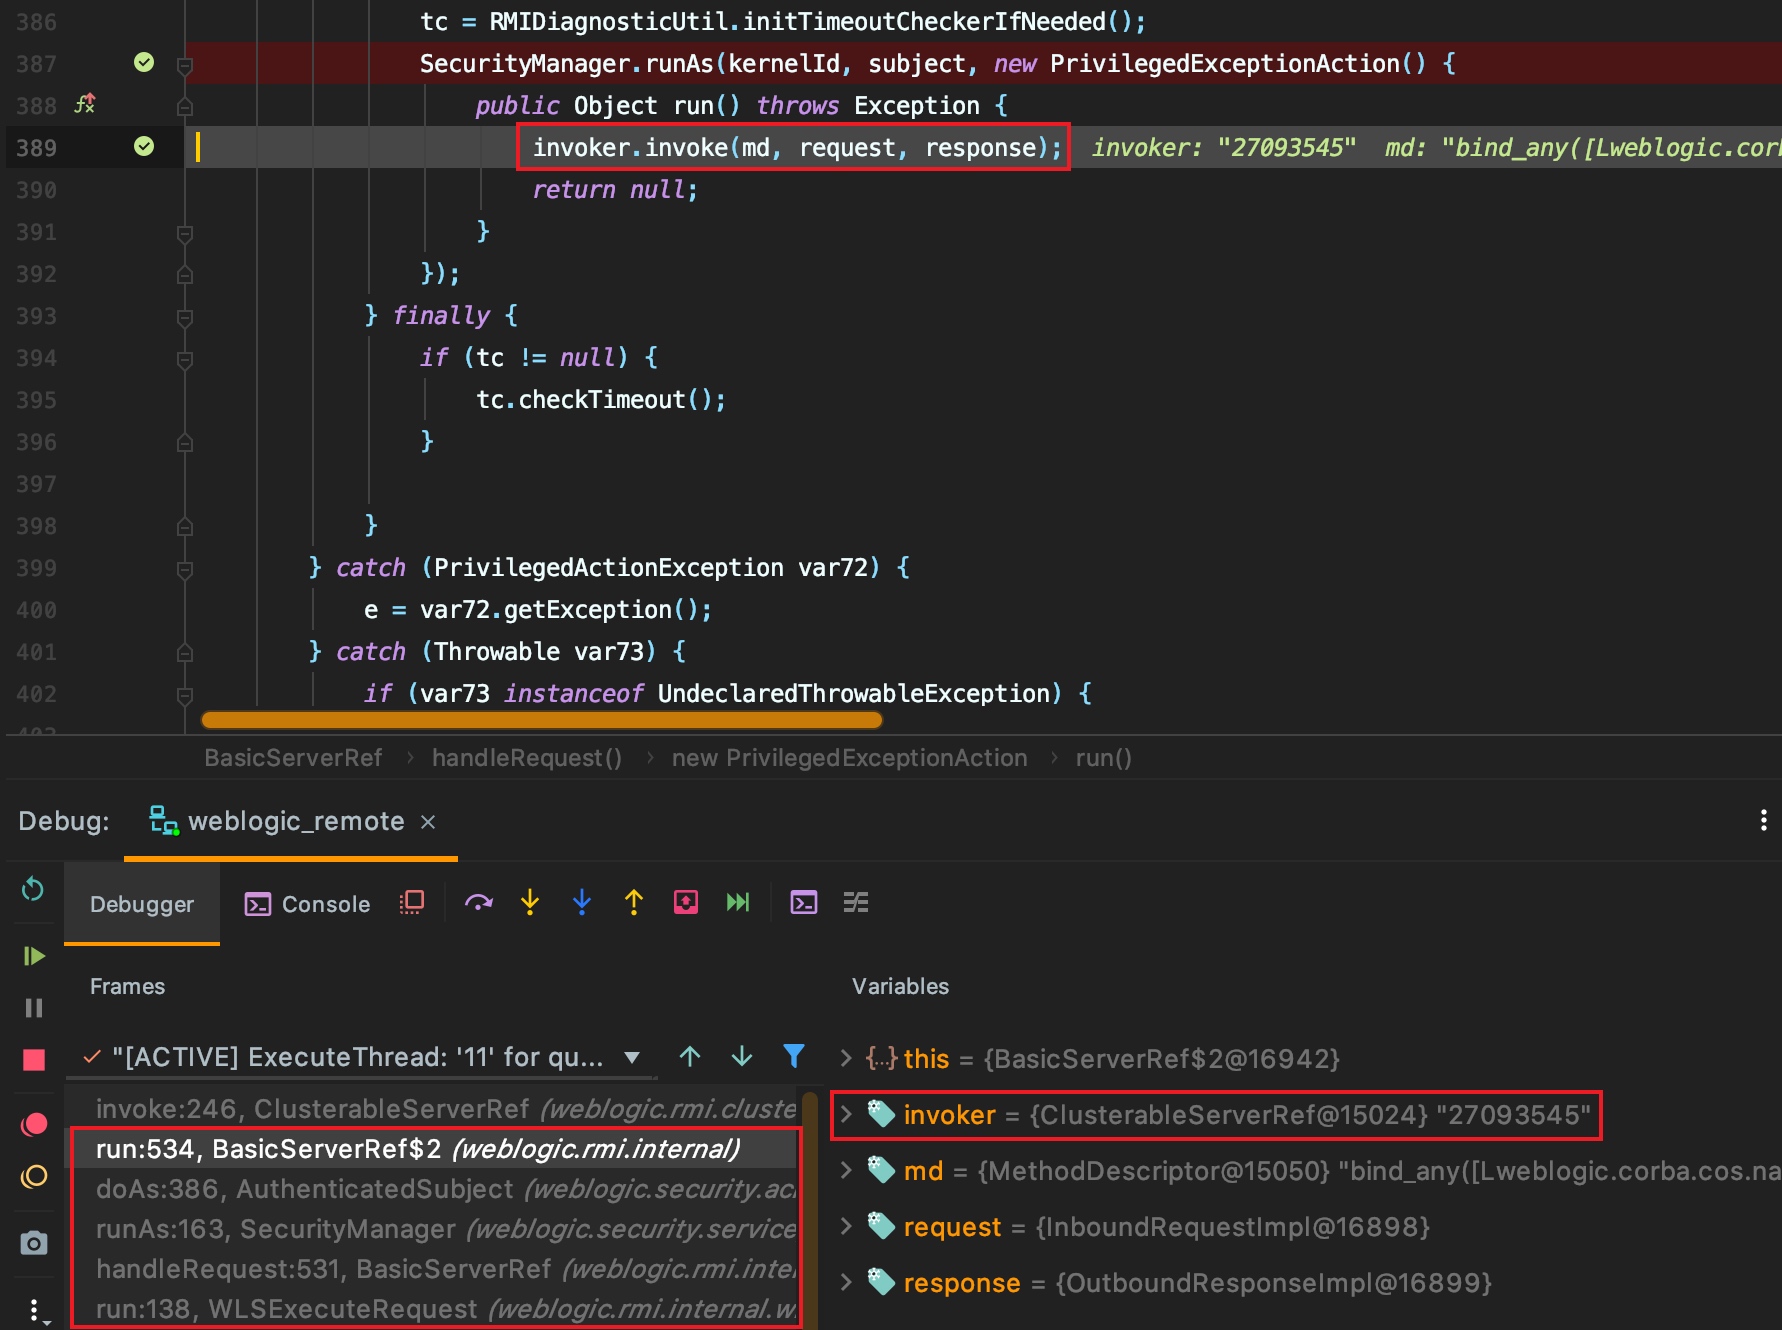 386 tc = RMIDiagnosticUtil.initTimeoutCheckerIfNeeded();
387 SecurityManager.runAs(kernelId, subject, new PrivilegedExceptionAction() {
388 public Object run() throws Exception {
389 invoker.invoke(md, request, response); invoker: "27093545" md: "bind_any([Lweblogic.corb
390 return null;
391 }
392 });
393 } finally {
394 if (tc != null) {
395 tc.checkTimeout();
396 }
397
398 }
399 } catch (PrivilegedActionException var72) {
400 e = var72.getException();
401 } catch (Throwable var73) {
402 if (var73 instanceof UndeclaredThrowableException) {
403
BasicServerRef › handleRequest() › new PrivilegedExceptionAction › run()
Debug: weblogic_remote ×
Debugger Console
Frames
"[ACTIVE] ExecuteThread: '11' for qu...
invoke:246, ClusterableServerRef (weblogic.rmi.cluste
run:534, BasicServerRef$2 (weblogic.rmi.internal)
doAs:386, AuthenticatedSubject (weblogic.security.ac
runAs:163, SecurityManager (weblogic.security.service
handleRequest:531, BasicServerRef (weblogic.rmi.inte
run:138, WLSExecuteRequest (weblogic.rmi.internal.w
Variables
{...} this = {BasicServerRef$2@16942}
invoker = {ClusterableServerRef@15024} "27093545"
md = {MethodDescriptor@15050} "bind_any([Lweblogic.corba.cos.na
request = {InboundRequestImpl@16898}
response = {OutboundResponseImpl@16899}